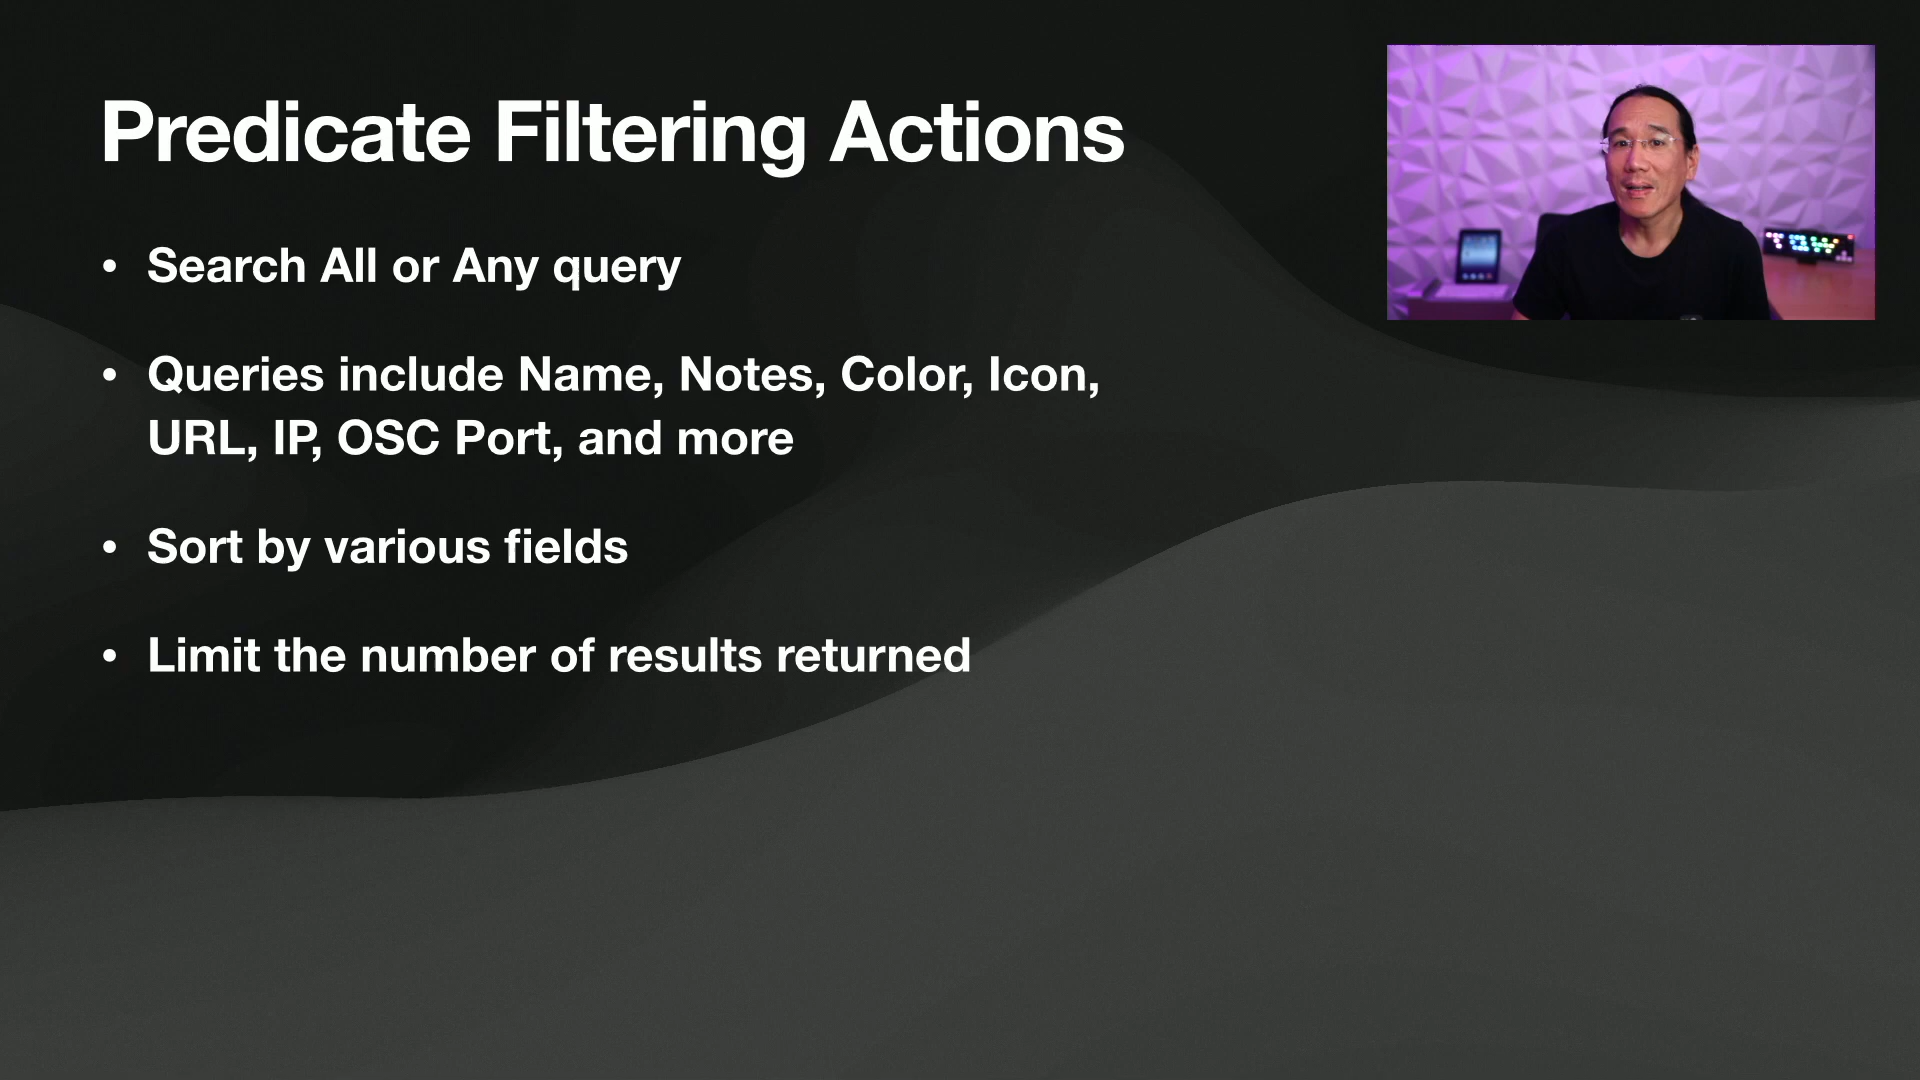 Predicate Filtering Actions
• Search All or Any query
• Queries include Name, Notes, Color, Icon,
URL, IP, OSC Port, and more
• Sort by various fields
• Limit the number of results returned